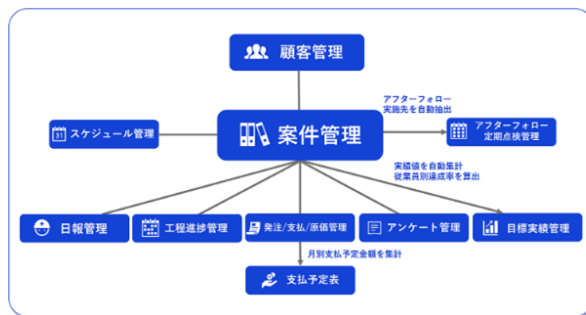 顧客管理
アフターフォロー
実施先を自動抽出
31
スケジュール管理
案件管理
アフターフォロー
定期点検管理
実績値を自動集計
従業員別達成率を算出
日報管理
工程進捗管理
発注/支払/原価管理
アンケート管理
目標実績管理
月別支払予定金額を集計
支払予定表